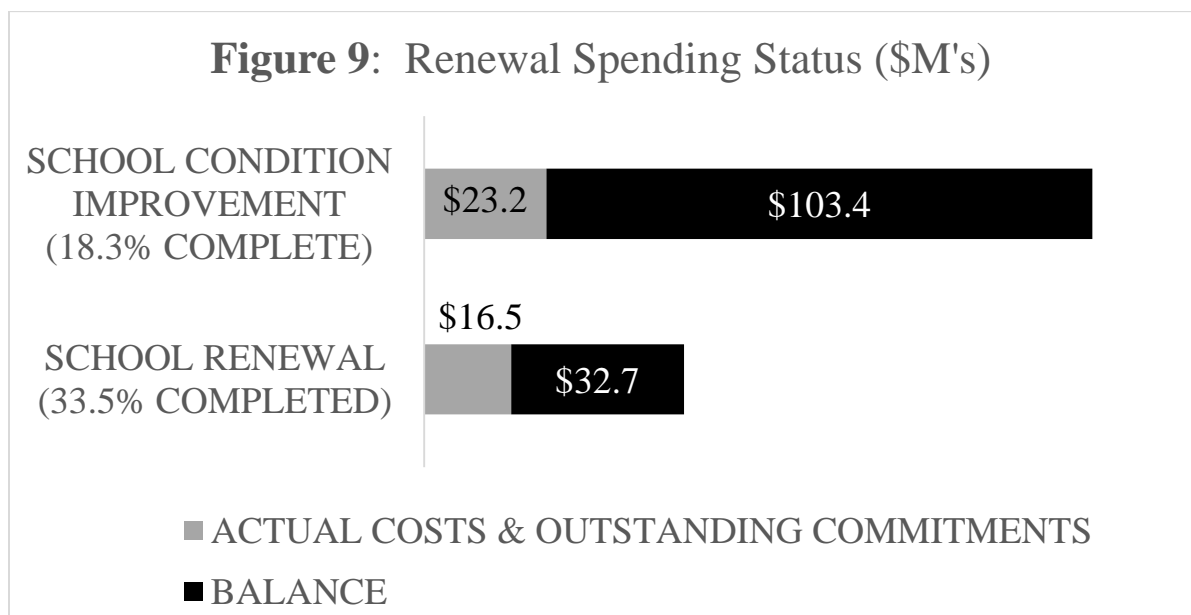 Figure 9: Renewal Spending Status ($M's)
SCHOOL CONDITION
IMPROVEMENT
(18.3% COMPLETE)
$23.2
$103.4
$16.5
SCHOOL RENEWAL
(33.5% COMPLETED)
$32.7
ACTUAL COSTS & OUTSTANDING COMMITMENTS
BALANCE